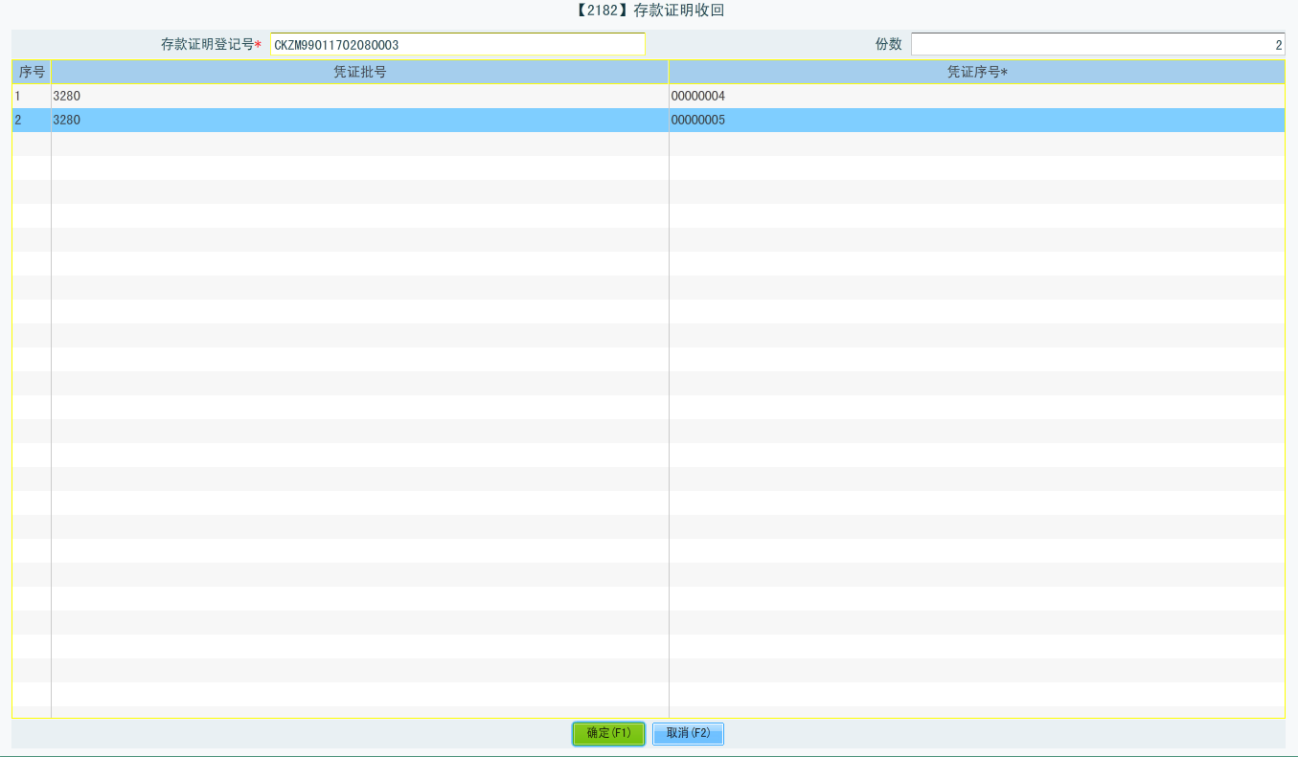 【2182】存款证明收回
存款证明登记号* CKZM99011702080003 份数 2
序号 凭证批号 凭证序号*
1 3280 00000004
2 3280 00000005
确定(F1) 取消(F2)